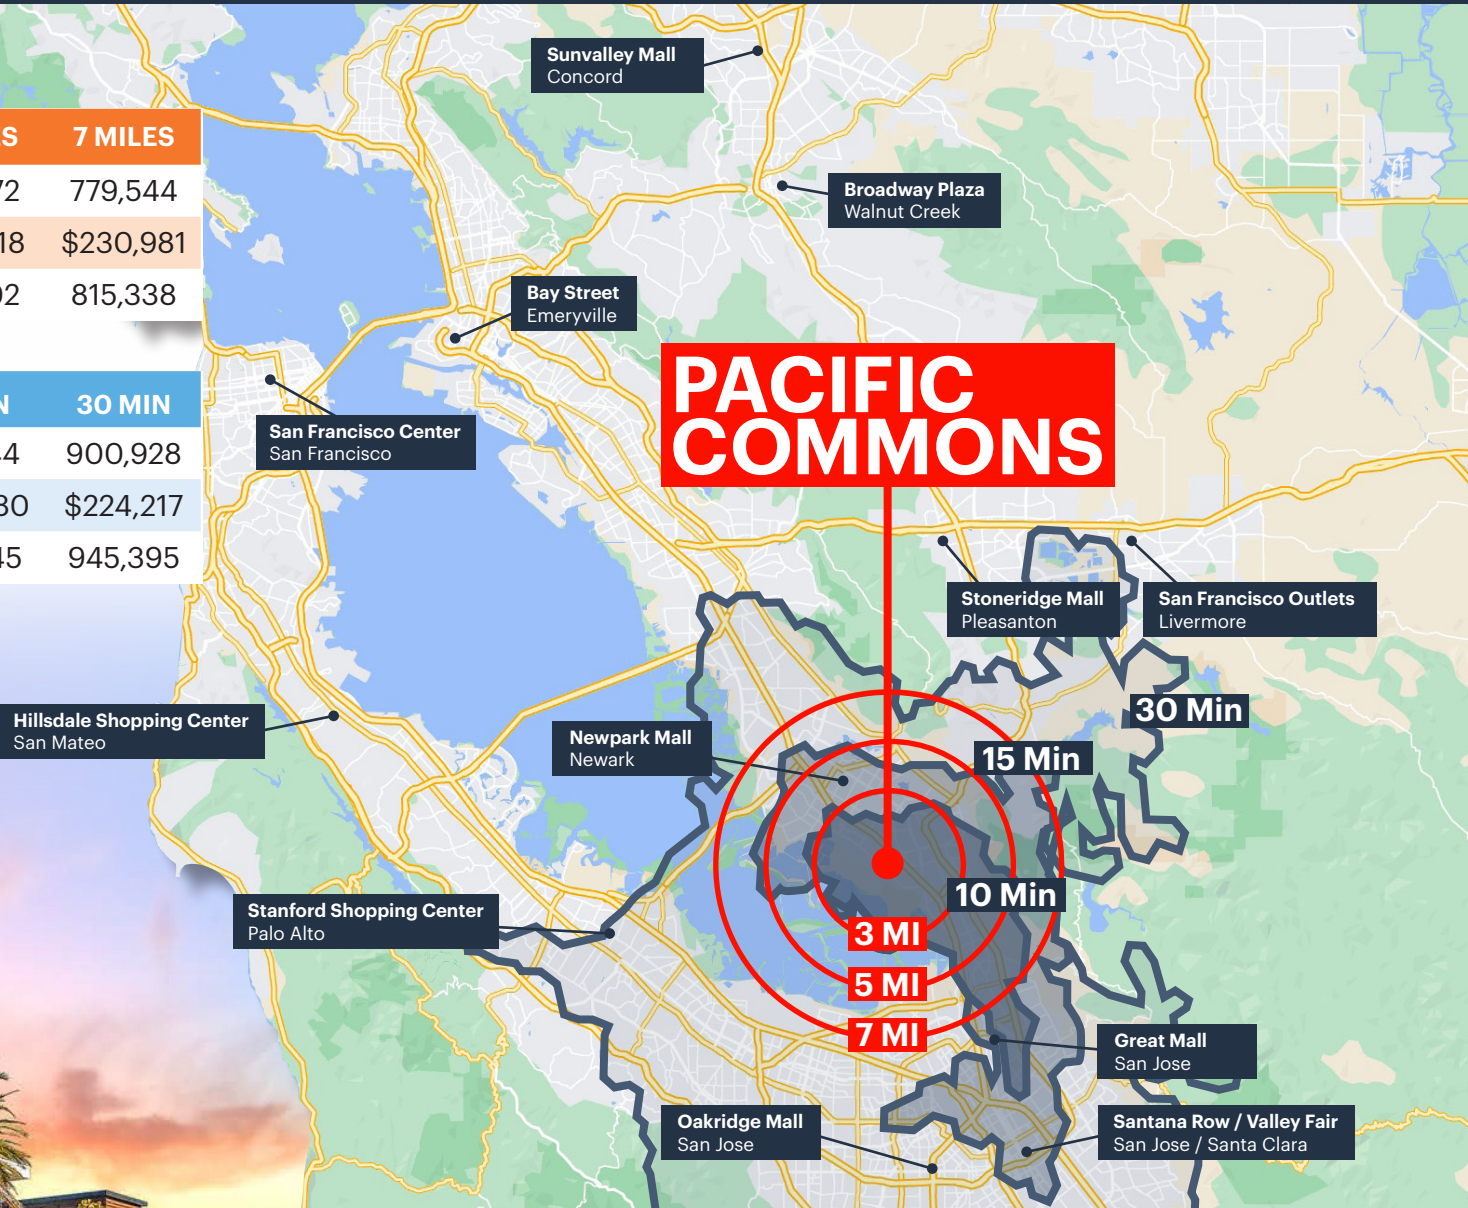 Sunvalley Mall
Concord
7 MILES
779,544
$230,981
815,338
Broadway Plaza
Walnut Creek
Bay Street
Emeryville
30 MIN
900,928
$224,217
945,395
San Francisco Center
San Francisco
PACIFIC
COMMONS
Stoneridge Mall
Pleasanton
San Francisco Outlets
Livermore
Hillsdale Shopping Center
San Mateo
Newpark Mall
Newark
30 Min
15 Min
10 Min
Stanford Shopping Center
Palo Alto
3 MI
5 MI
7 MI
Great Mall
San Jose
Oakridge Mall
San Jose
Santana Row / Valley Fair
San Jose / Santa Clara